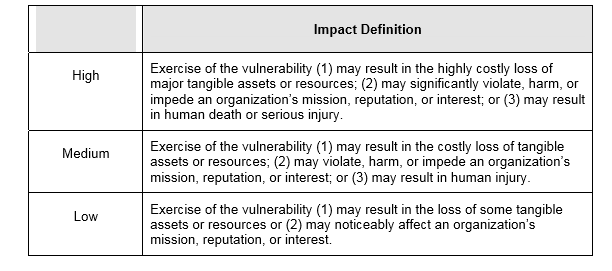 Impact Definition
High
Exercise of the vulnerability (1) may result in the highly costly loss of
major tangible assets or resources; (2) may significantly violate, harm, or
impede an organization's mission, reputation, or interest; or (3) may result
in human death or serious injury.
Medium
Exercise of the vulnerability (1) may result in the costly loss of tangible
assets or resources; (2) may violate, harm, or impede an organization's
mission, reputation, or interest; or (3) may result in human injury.
Low
Exercise of the vulnerability (1) may result in the loss of some tangible
assets or resources or (2) may noticeably affect an organization's
mission, reputation, or interest.